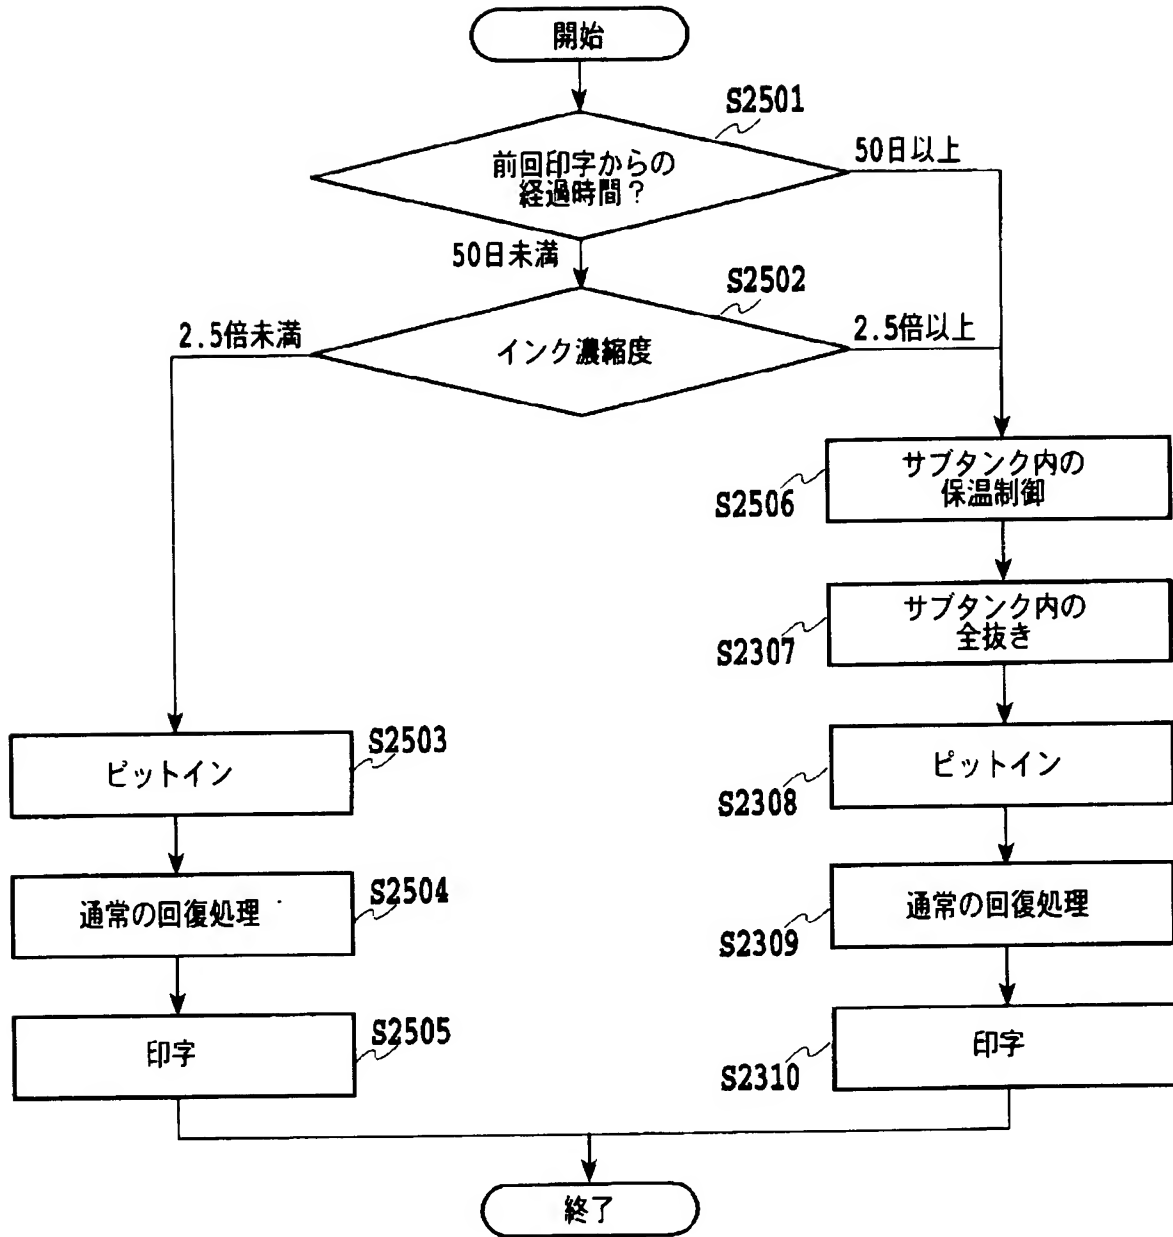 開始
S2501
前回印字からの
経過時間？
50日以上
50日未満
S2502
2.5倍未満
インク濃縮度
2.5倍以上
サブタンク内の
保温制御
S2506
サブタンク内の
全抜き
S2307
S2503
ピットイン
ピットイン
S2308
S2504
通常の回復処理
通常の回復処理
S2309
S2505
印字
印字
S2310
終了